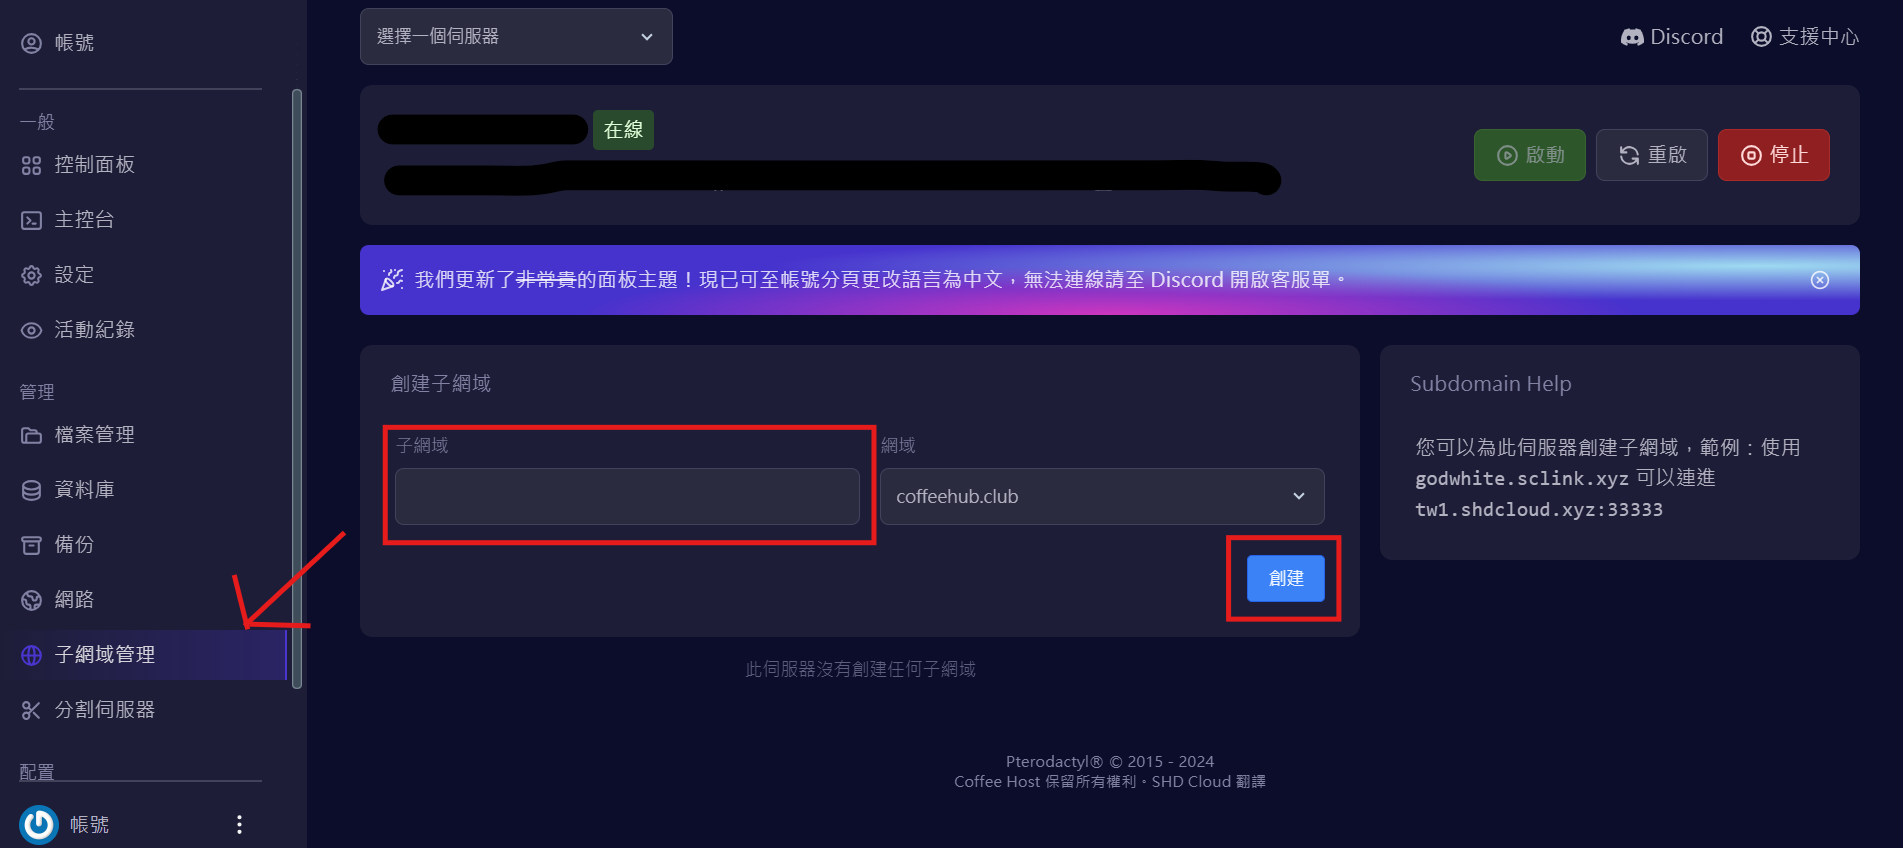 帳號
一般
控制面板
主控台
設定
活動紀錄
管理
檔案管理
資料庫
備份
網路
子網域管理
分割伺服器
配置
帳號
選擇一個伺服器
Discord
支援中心
在線
啟動
重啟
停止
我們更新了非常貴的面板主題！現已可至帳號分頁更改語言為中文，無法連線請至 Discord 開啟客服單。
創建子網域
子網域
網域
coffeehub.club
創建
此伺服器沒有創建任何子網域
Subdomain Help
您可以為此伺服器創建子網域，範例：使用
godwhite.sclink.xyz 可以連進
tw1.shdcloud.xyz:33333
Pterodactyl® © 2015 - 2024
Coffee Host 保留所有權利。SHD Cloud 翻譯